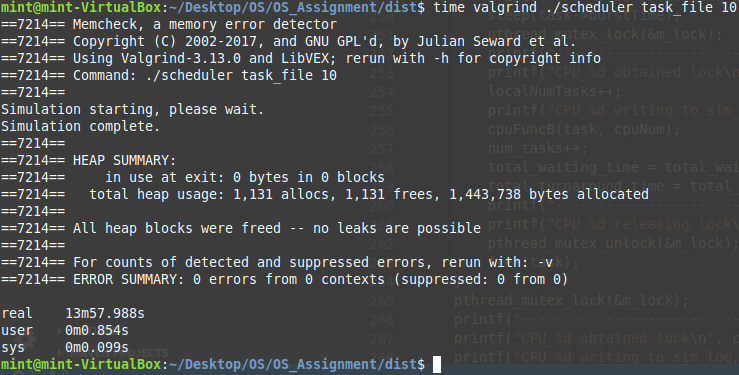 mint@mint-VirtualBox:~/Desktop/OS/OS_Assignment/dist$ time valgrind ./scheduler task_file 10
==7214== Memcheck, a memory error detector
==7214== Copyright (C) 2002-2017, and GNU GPL'd, by Julian Seward et al.
==7214== Using Valgrind-3.13.0 and LibVEX; rerun with -h for copyright info
==7214== Command: ./scheduler task_file 10
==7214==
Simulation starting, please wait.
Simulation complete.
==7214==
==7214== HEAP SUMMARY:
==7214==     in use at exit: 0 bytes in 0 blocks
==7214==   total heap usage: 1,131 allocs, 1,131 frees, 1,443,738 bytes allocated
==7214==
==7214== All heap blocks were freed -- no leaks are possible
==7214==
==7214== For counts of detected and suppressed errors, rerun with: -v
==7214== ERROR SUMMARY: 0 errors from 0 contexts (suppressed: 0 from 0)

real    13m57.988s
user    0m0.854s
sys     0m0.099s
mint@mint-VirtualBox:~/Desktop/OS/OS_Assignment/dist$